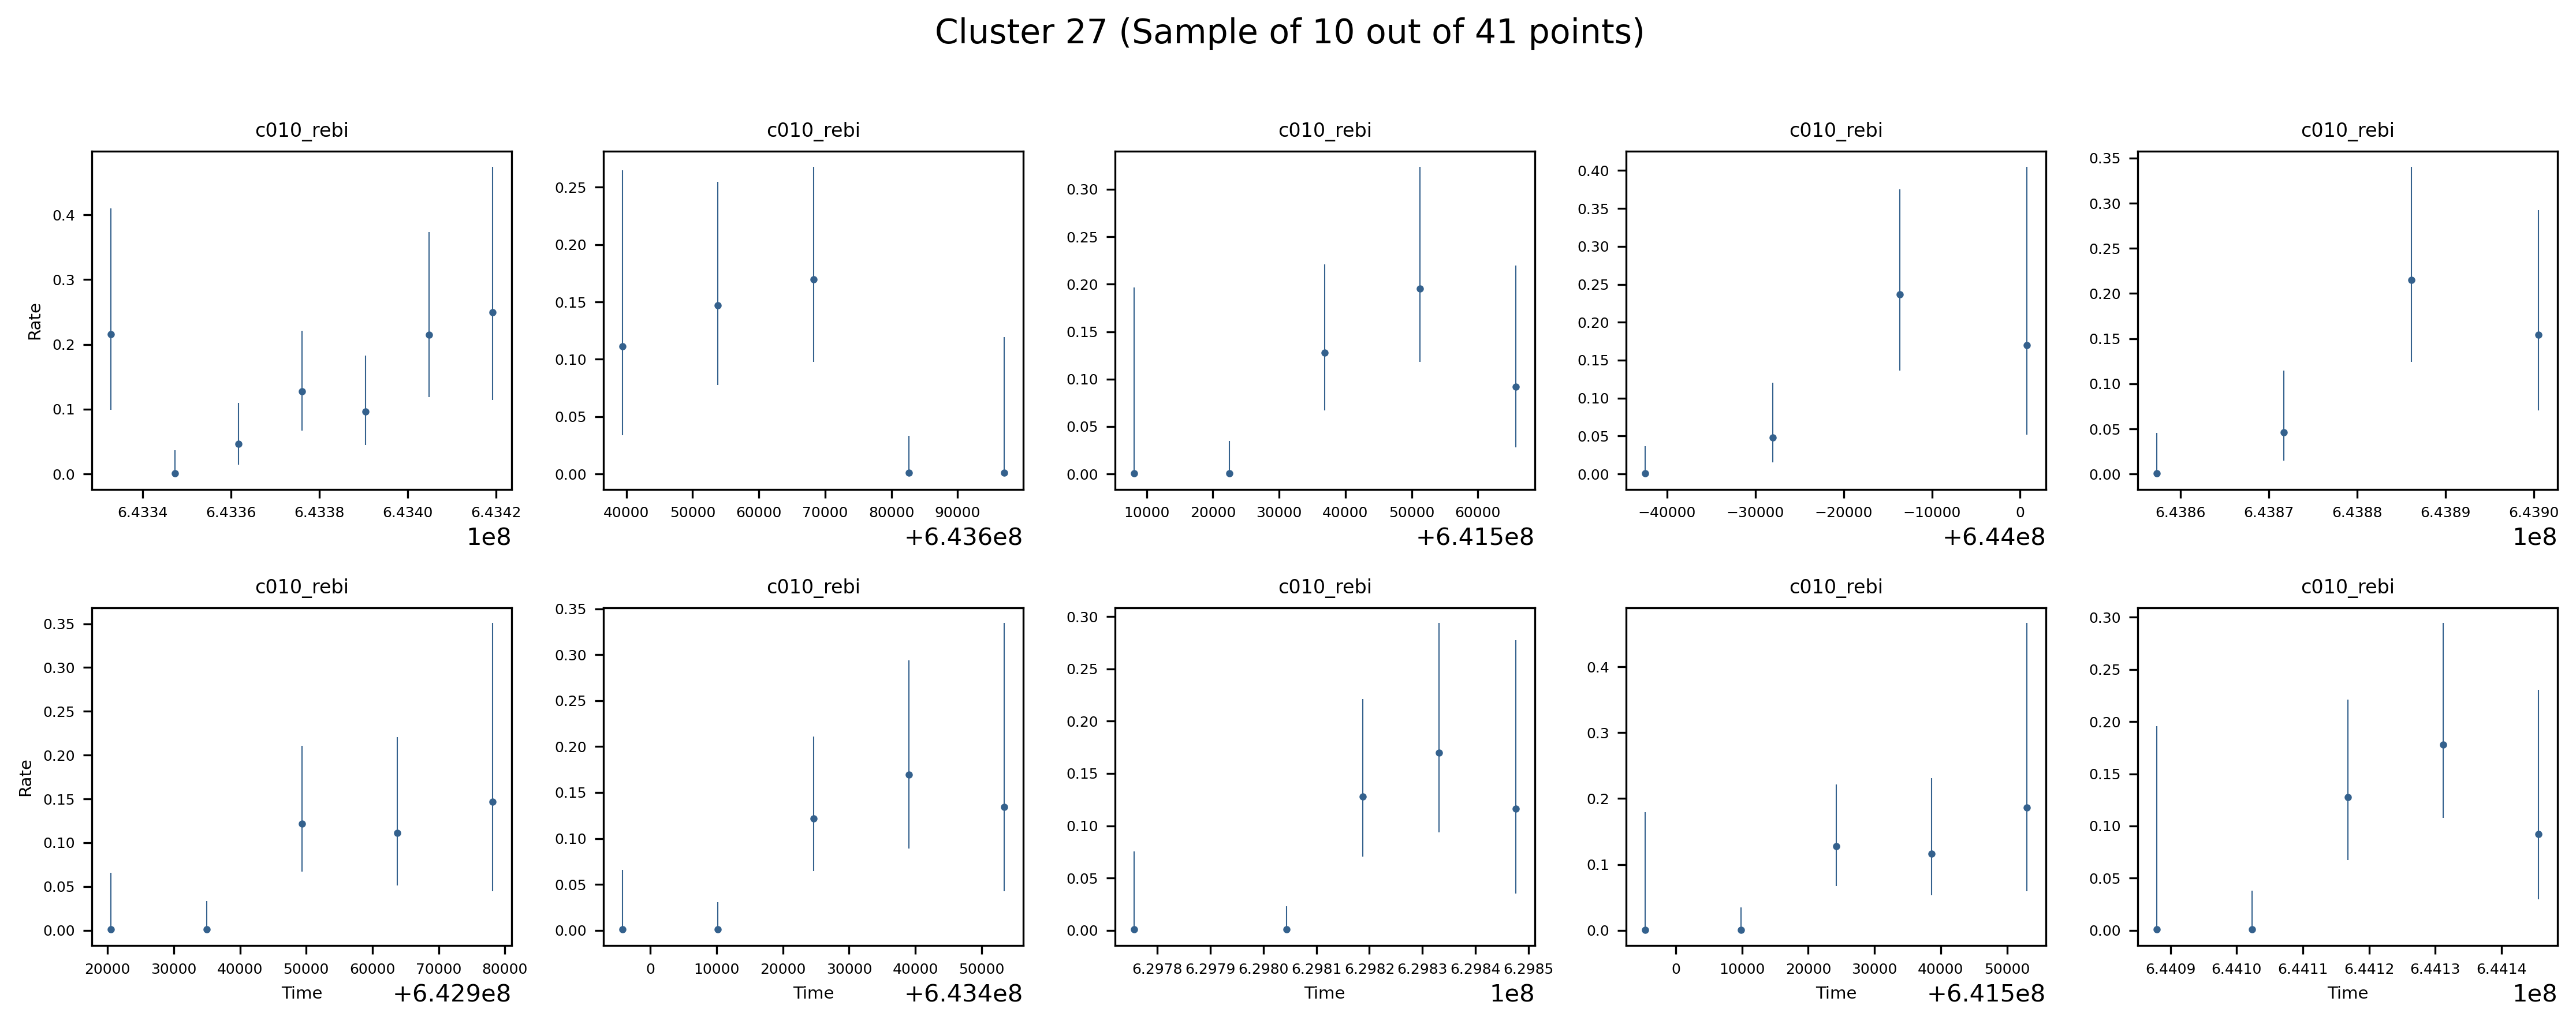 Cluster 27 (Sample of 10 out of 41 points)
c010_rebi c010_rebi c010_rebi c010_rebi c010_rebi
Rate
0.4
0.3
0.2
0.1
0.0
6.4334 6.4336 6.4338 6.4340 6.4342
1e8
0.25
0.20
0.15
0.10
0.05
0.00
40000 50000 60000 70000 80000 90000
+6.436e8
0.30
0.25
0.20
0.15
0.10
0.05
0.00
10000 20000 30000 40000 50000 60000
+6.415e8
0.40
0.35
0.30
0.25
0.20
0.15
0.10
0.05
0.00
−40000 −30000 −20000 −10000 0
+6.44e8
0.35
0.30
0.25
0.20
0.15
0.10
0.05
0.00
6.4386 6.4387 6.4388 6.4389 6.4390
1e8
c010_rebi c010_rebi c010_rebi c010_rebi c010_rebi
Rate
0.35
0.30
0.25
0.20
0.15
0.10
0.05
0.00
20000 30000 40000 50000 60000 70000 80000
Time
+6.429e8
0.35
0.30
0.25
0.20
0.15
0.10
0.05
0.00
0 10000 20000 30000 40000 50000
Time
+6.434e8
0.30
0.25
0.20
0.15
0.10
0.05
0.00
6.2978 6.2979 6.2980 6.2981 6.2982 6.2983 6.2984 6.2985
Time
1e8
0.4
0.3
0.2
0.1
0.0
0 10000 20000 30000 40000 50000
Time
+6.415e8
0.30
0.25
0.20
0.15
0.10
0.05
0.00
6.4409 6.4410 6.4411 6.4412 6.4413 6.4414
Time
1e8